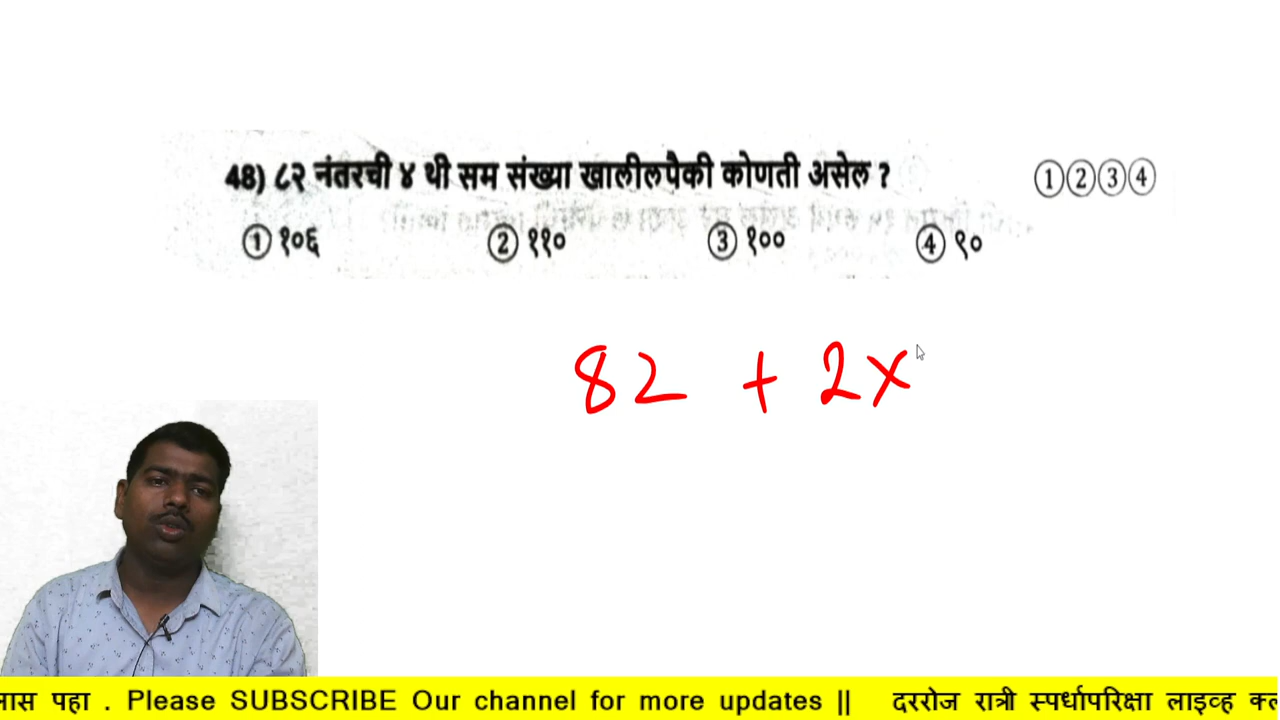 48) ८२ नंतरची ४ थी सम संख्या खालीलपैकी कोणती असेल ? ①②③④
① १०६ ② ११० ③ १०० ④ ९०
82 + 2x
लास पहा . Please SUBSCRIBE Our channel for more updates || दररोज रात्री स्पर्धापरिक्षा लाइव्ह क्ल